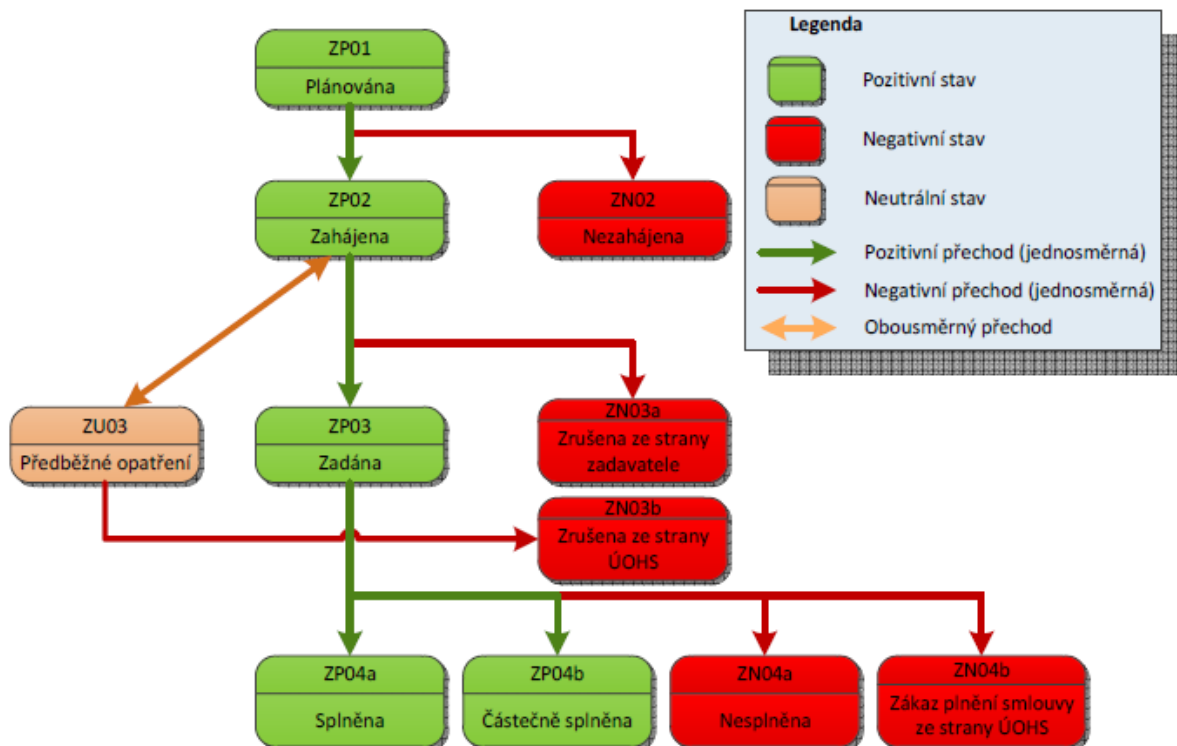 ZP01
Plánována
Legenda
Pozitivní stav
Negativní stav
Neutrální stav
Pozitivní přechod (jednosměrná)
Negativní přechod (jednosměrná)
Obousměrný přechod
ZP02
Zahájena
ZN02
Nezahájena
ZU03
Předběžné opatření
ZP03
Zadána
ZN03a
Zrušena ze strany
zadavatele
ZN03b
Zrušena ze strany
ÚOHS
ZP04a
Splněna
ZP04b
Částečně splněna
ZN04a
Nesplněna
ZN04b
Zákaz plnění smlouvy
ze strany ÚOHS